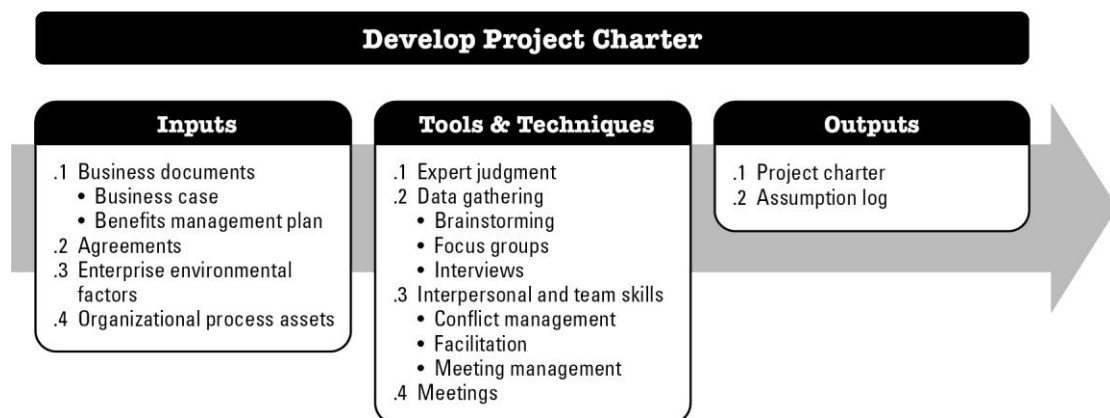 Develop Project Charter
Inputs
.1 Business documents
• Business case
• Benefits management plan
.2 Agreements
.3 Enterprise environmental
factors
.4 Organizational process assets
Tools & Techniques
.1 Expert judgment
.2 Data gathering
• Brainstorming
• Focus groups
• Interviews
.3 Interpersonal and team skills
• Conflict management
• Facilitation
• Meeting management
.4 Meetings
Outputs
.1 Project charter
.2 Assumption log